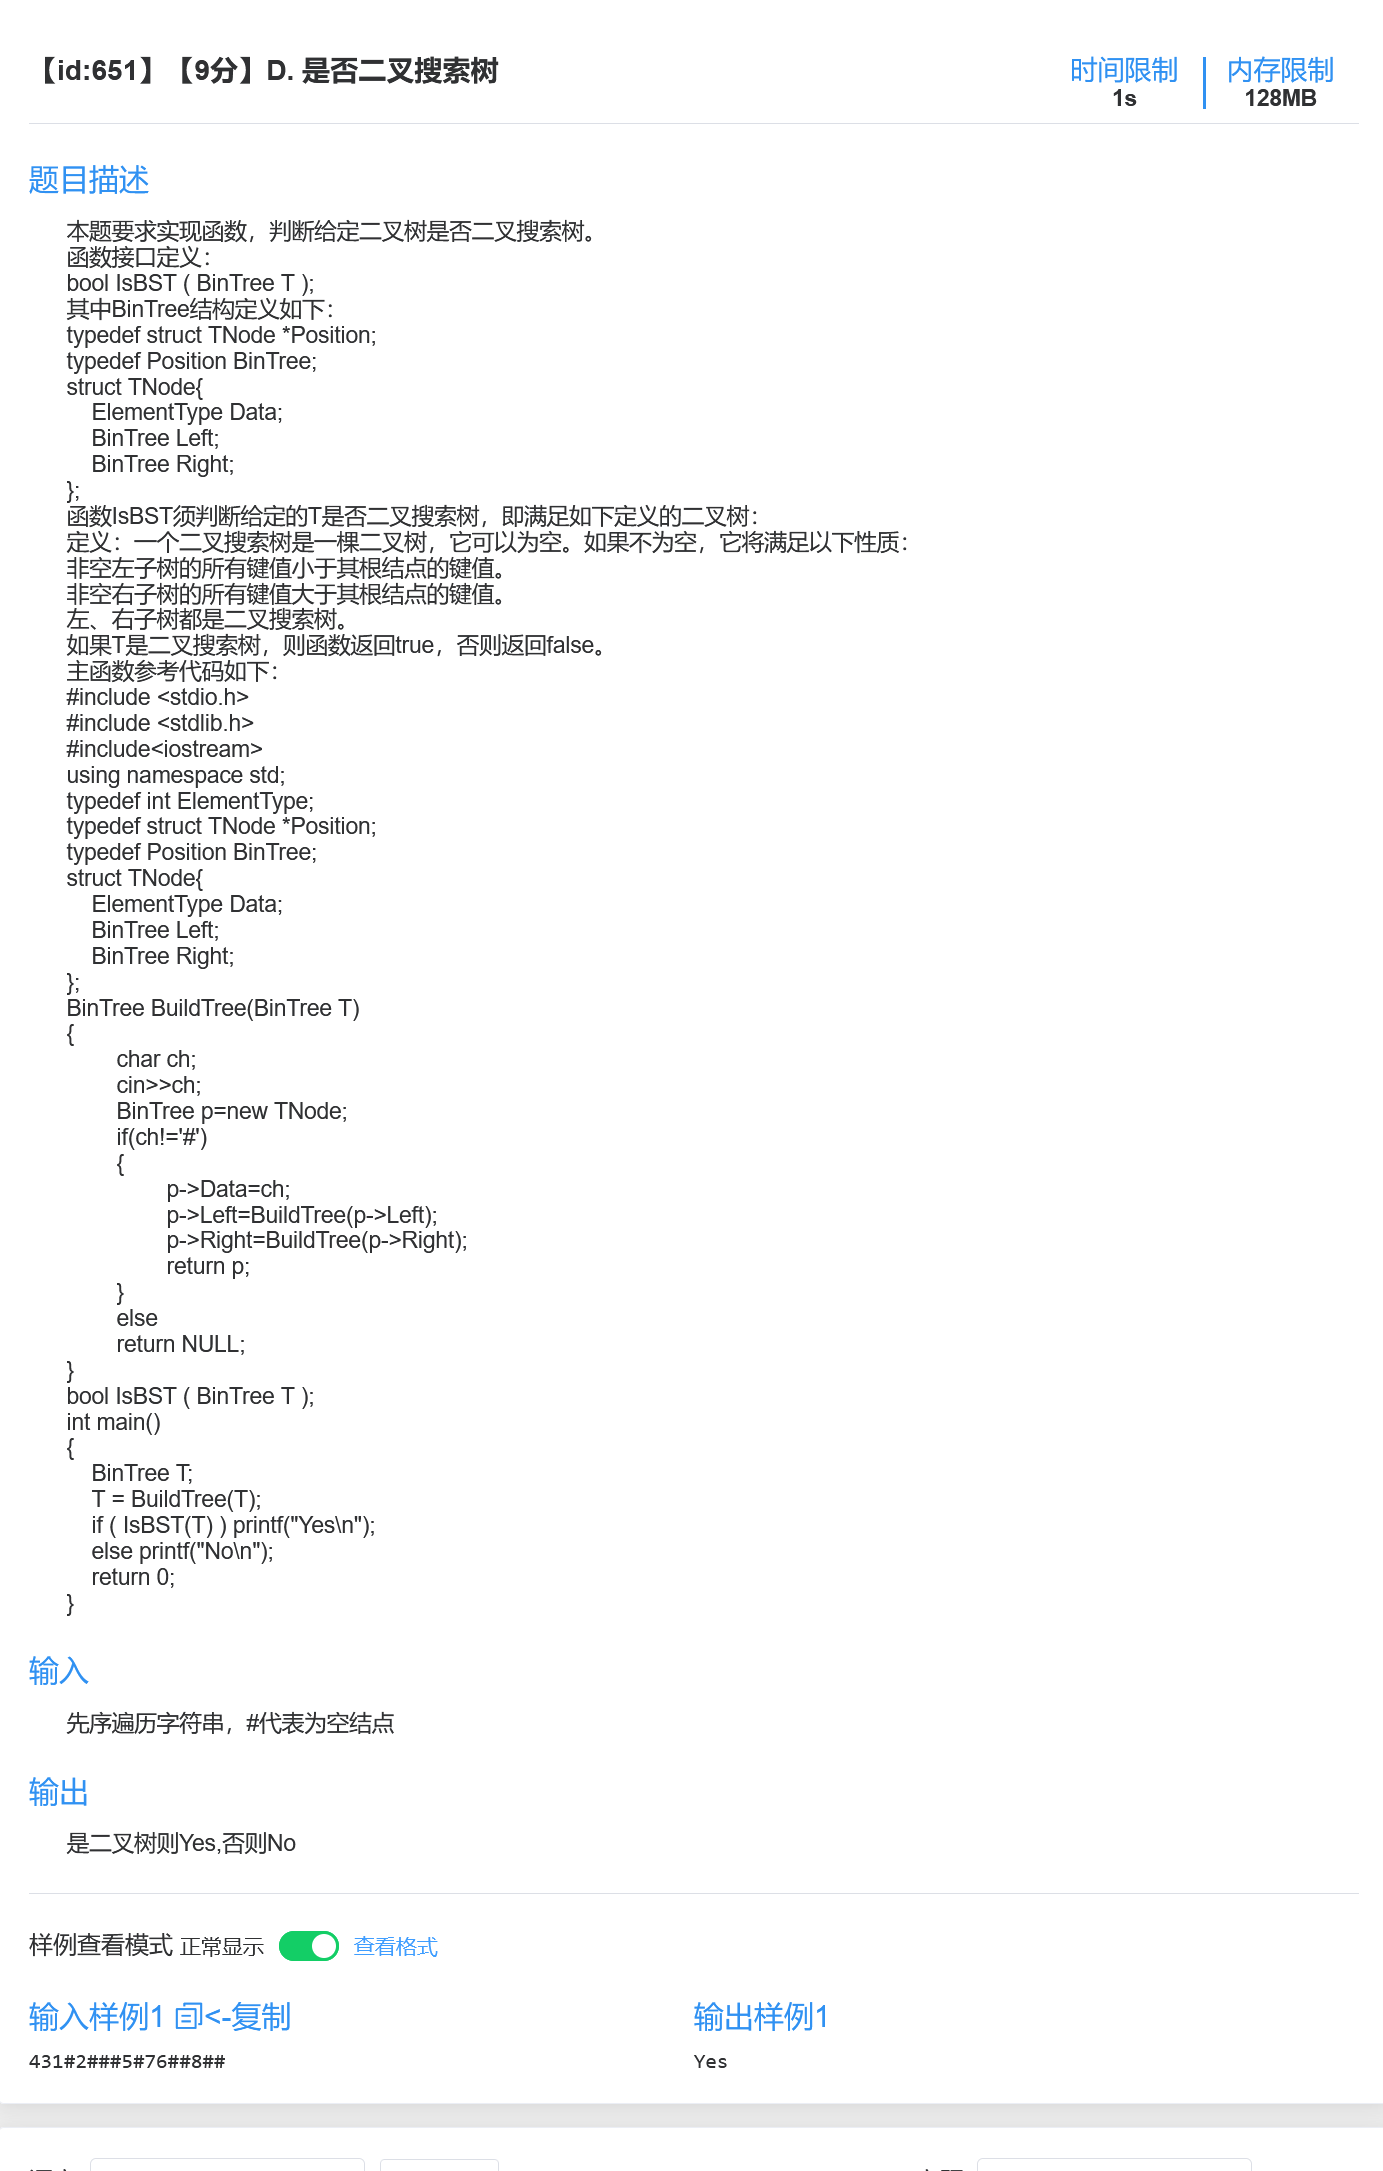 【id:651】【9分】D. 是否二叉搜索树
时间限制
1s
内存限制
128MB
题目描述
本题要求实现函数，判断给定二叉树是否二叉搜索树。
函数接口定义：
bool IsBST ( BinTree T );
其中BinTree结构定义如下：
typedef struct TNode *Position;
typedef Position BinTree;
struct TNode{
    ElementType Data;
    BinTree Left;
    BinTree Right;
};
函数IsBST须判断给定的T是否二叉搜索树，即满足如下定义的二叉树：
定义：一个二叉搜索树是一棵二叉树，它可以为空。如果不为空，它将满足以下性质：
非空左子树的所有键值小于其根结点的键值。
非空右子树的所有键值大于其根结点的键值。
左、右子树都是二叉搜索树。
如果T是二叉搜索树，则函数返回true，否则返回false。
主函数参考代码如下：
#include <stdio.h>
#include <stdlib.h>
#include<iostream>
using namespace std;
typedef int ElementType;
typedef struct TNode *Position;
typedef Position BinTree;
struct TNode{
    ElementType Data;
    BinTree Left;
    BinTree Right;
};
BinTree BuildTree(BinTree T)
{
        char ch;
        cin>>ch;
        BinTree p=new TNode;
        if(ch!='#')
        {
                p->Data=ch;
                p->Left=BuildTree(p->Left);
                p->Right=BuildTree(p->Right);
                return p;
        }
        else
        return NULL;
}
bool IsBST ( BinTree T );
int main()
{
    BinTree T;
    T = BuildTree(T);
    if ( IsBST(T) ) printf("Yes\n");
    else printf("No\n");
    return 0;
}
输入
先序遍历字符串，#代表为空结点
输出
是二叉树则Yes,否则No
样例查看模式 正常显示 查看格式
输入样例1 <-复制
431#2###5#76##8##
输出样例1
Yes